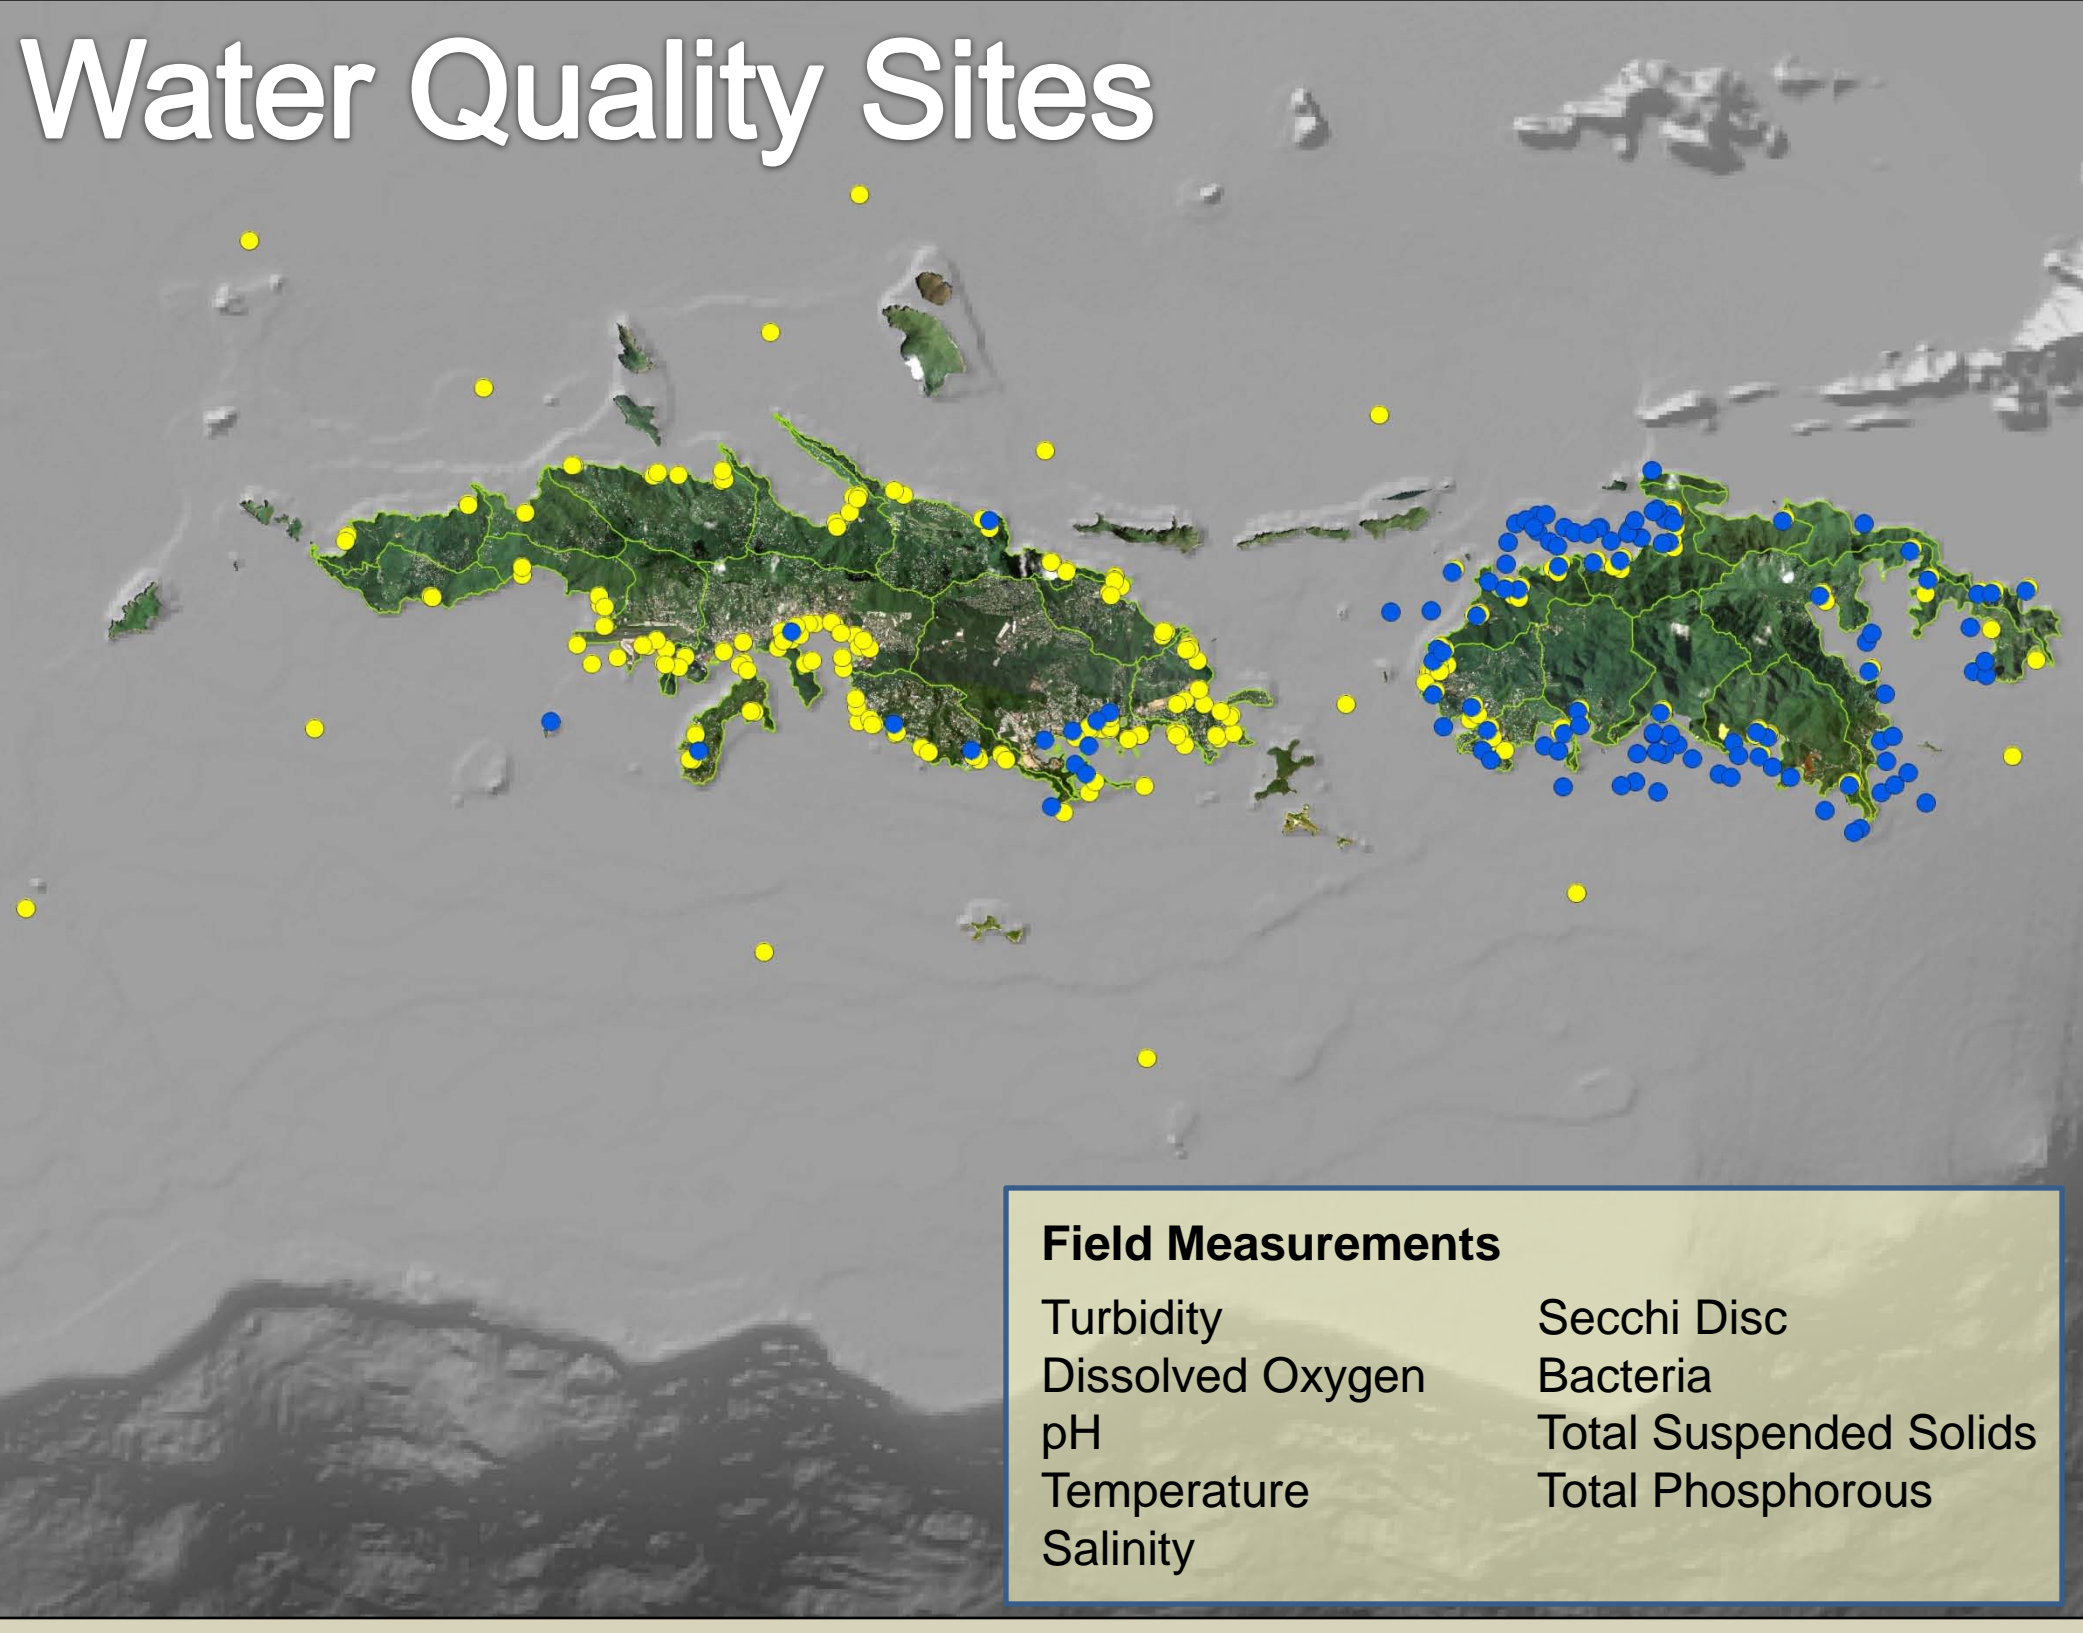 Water Quality Sites
Field Measurements
Turbidity
Dissolved Oxygen
pH
Temperature
Salinity
Secchi Disc
Bacteria
Total Suspended Solids
Total Phosphorous